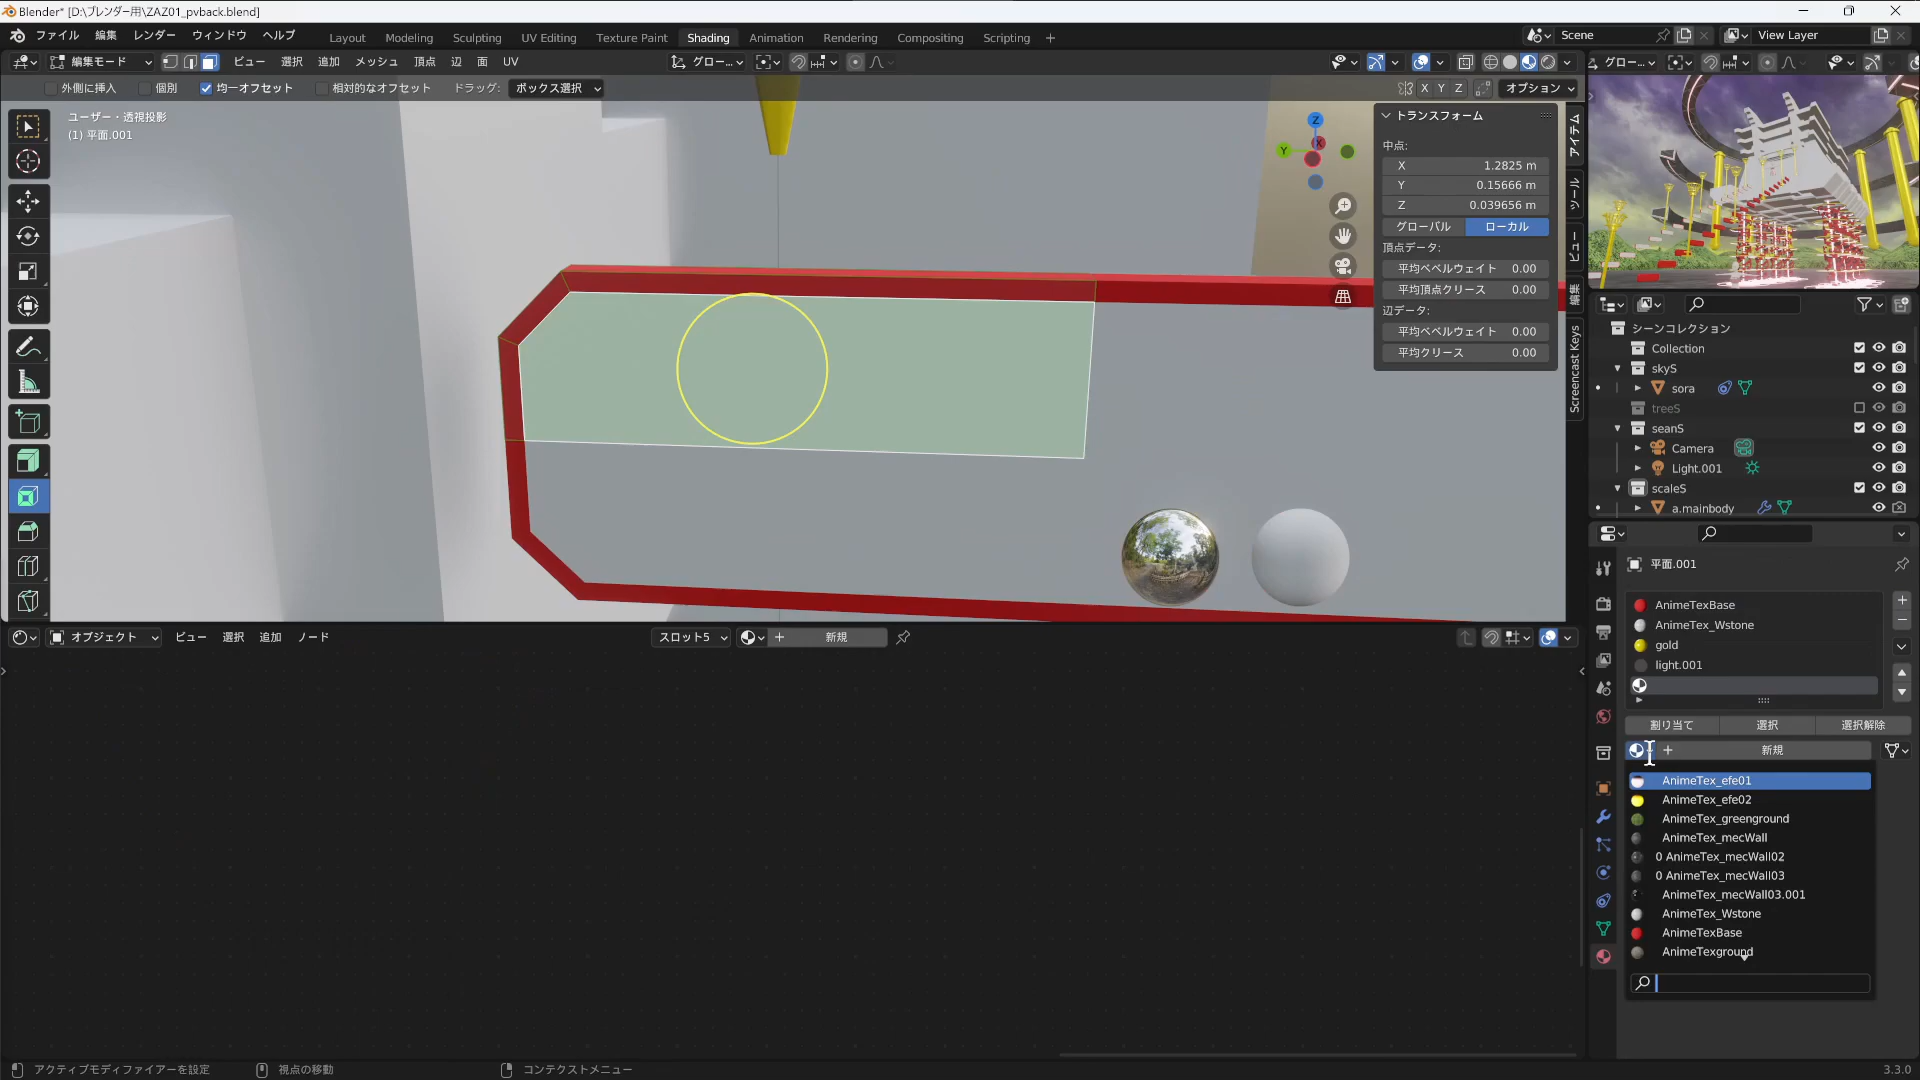 Blender* [D:\ブレンダー用\ZAZ01_pvback.blend]
ファイル 編集 レンダー ウィンドウ ヘルプ Layout Modeling Sculpting UV Editing Texture Paint Shading Animation Rendering Compositing Scripting + Scene View Layer
編集モード ビュー 選択 追加 メッシュ 頂点 辺 面 UV グロー... グロー...
外側に挿入 個別 均一オフセット 相対的なオフセット ドラッグ: ボックス選択 X Y Z オプション
ユーザー・透視投影
(1) 平面.001
Z
X
Y
トランスフォーム
中点:
X 1.2825 m
Y 0.15666 m
Z 0.039656 m
グローバル ローカル
頂点データ:
平均ベベルウェイト 0.00
平均頂点クリース 0.00
辺データ:
平均ベベルウェイト 0.00
平均クリース 0.00
アイテム
ツール
ビュー
編集
Screencast Keys
シーンコレクション
Collection
skyS
sora
treeS
seanS
Camera
Light.001
scaleS
a.mainbody
平面.001
AnimeTexBase
AnimeTex_Wstone
gold
light.001
割り当て 選択 選択解除
新規
AnimeTex_efe01
AnimeTex_efe02
AnimeTex_greenground
AnimeTex_mecWall
0 AnimeTex_mecWall02
0 AnimeTex_mecWall03
AnimeTex_mecWall03.001
AnimeTex_Wstone
AnimeTexBase
AnimeTexground
オブジェクト ビュー 選択 追加 ノード スロット5 新規
アクティブモディファイアーを設定 視点の移動 コンテクストメニュー 3.3.0